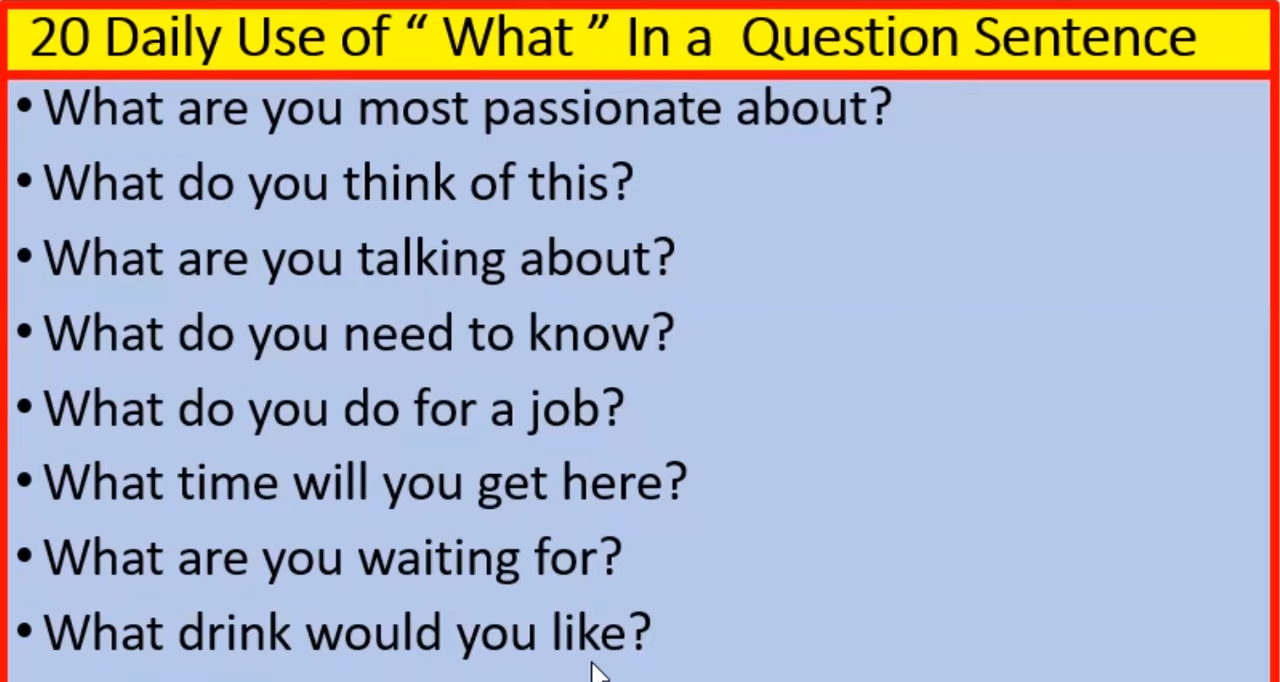 20 Daily Use of “ What ” In a  Question Sentence
• What are you most passionate about?
• What do you think of this?
• What are you talking about?
• What do you need to know?
• What do you do for a job?
• What time will you get here?
• What are you waiting for?
• What drink would you like?